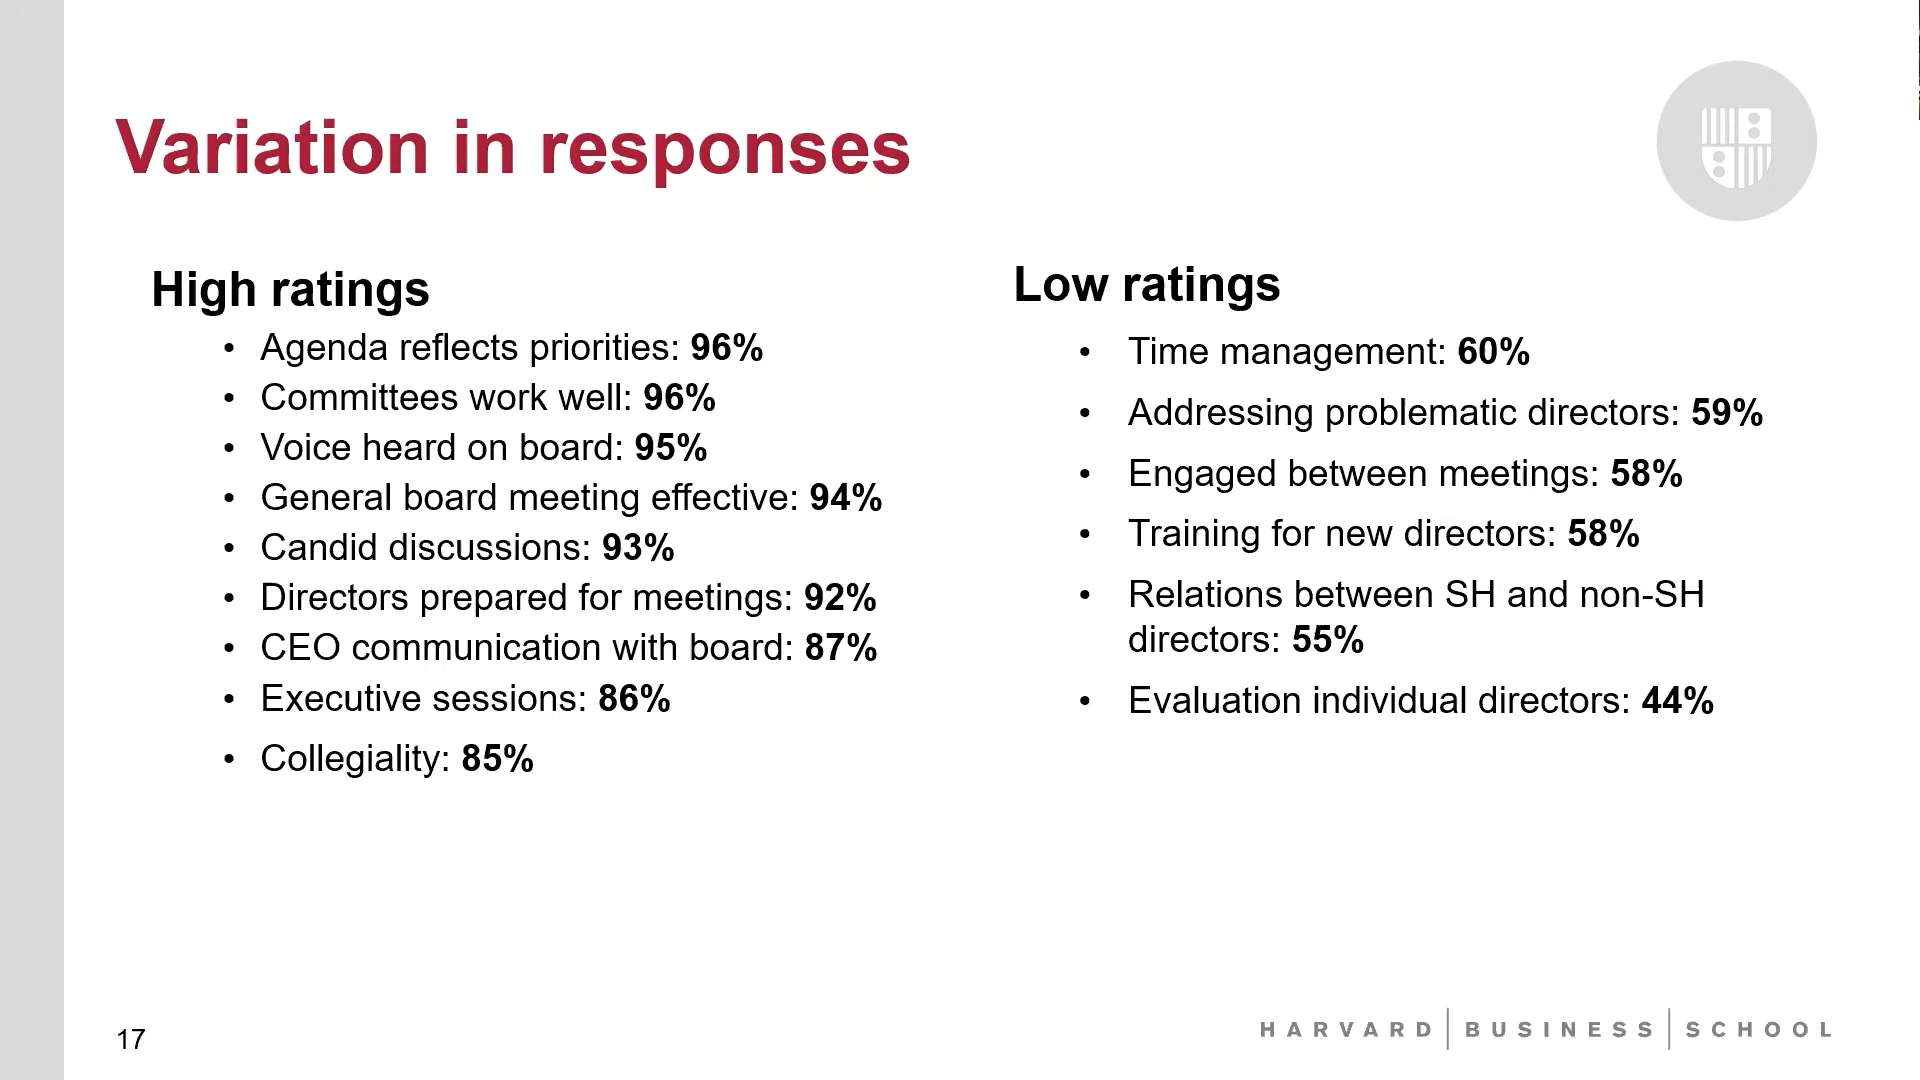 Variation in responses
High ratings
• Agenda reflects priorities: 96%
• Committees work well: 96%
• Voice heard on board: 95%
• General board meeting effective: 94%
• Candid discussions: 93%
• Directors prepared for meetings: 92%
• CEO communication with board: 87%
• Executive sessions: 86%
• Collegiality: 85%
Low ratings
• Time management: 60%
• Addressing problematic directors: 59%
• Engaged between meetings: 58%
• Training for new directors: 58%
• Relations between SH and non-SH
directors: 55%
• Evaluation individual directors: 44%
17
HARVARD | BUSINESS | SCHOOL